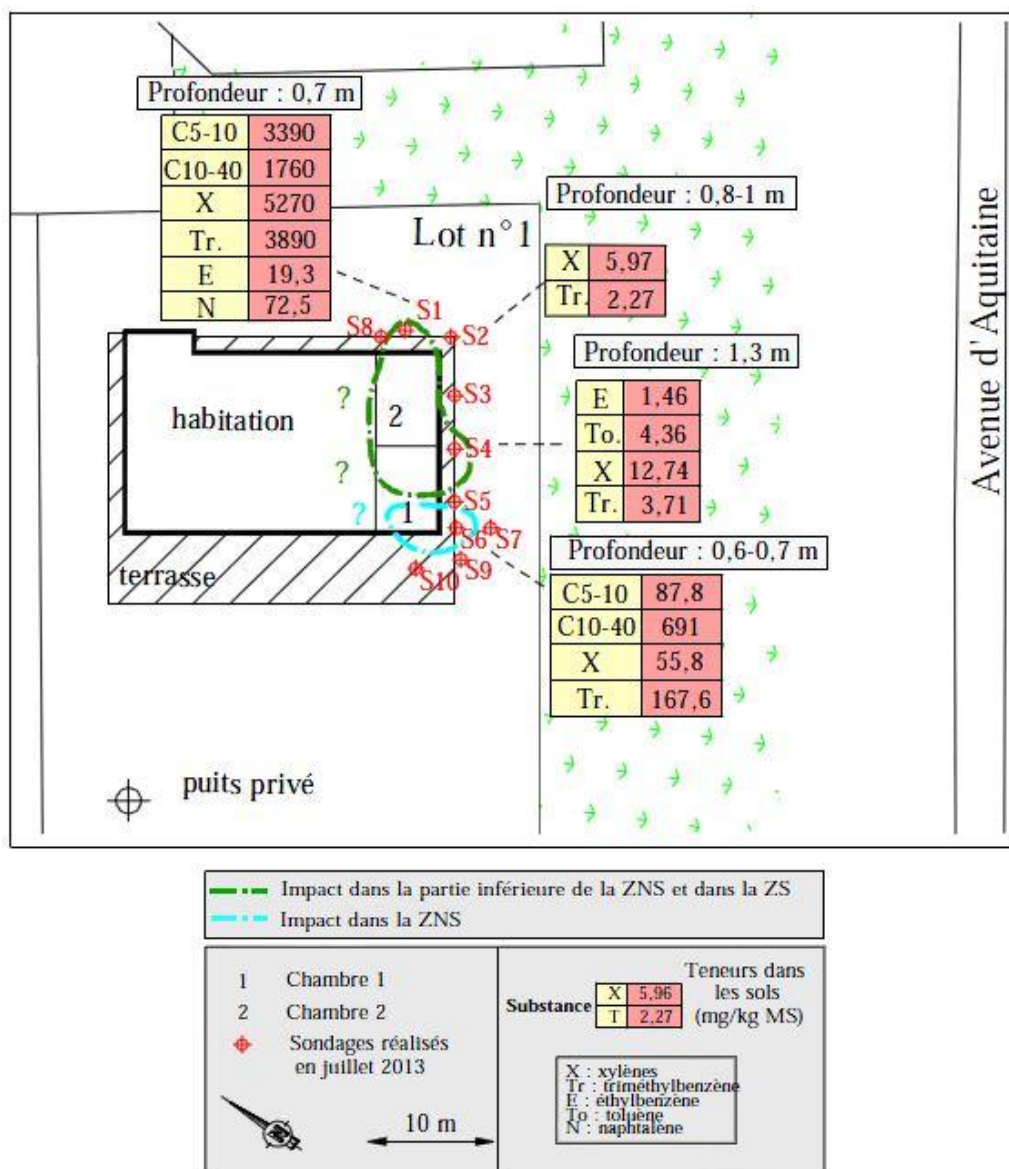 Profondeur : 0,7 m
C5-10 3390
C10-40 1760
X 5270
Tr. 3890
E 19,3
N 72,5
Lot n°1
Profondeur : 0,8-1 m
X 5,97
Tr. 2,27
Avenue d'Aquitaine
S1
S8
S2
Profondeur : 1,3 m
E 1,46
To. 4,36
X 12,74
Tr. 3,71
S3
?
2
habitation
S4
?
S5
?
1
S6
S7
Profondeur : 0,6-0,7 m
C5-10 87,8
C10-40 691
X 55,8
Tr. 167,6
terrasse
S10
S9
puits privé
Impact dans la partie inférieure de la ZNS et dans la ZS
Impact dans la ZNS
1 Chambre 1
2 Chambre 2
Sondages réalisés
en juillet 2013
N
10 m
Substance
X 5,96
T 2,27
Teneurs dans
les sols
(mg/kg MS)
X : xylènes
Tr : triméthylbenzène
E : éthylbenzène
To : toluène
N : naphtalène